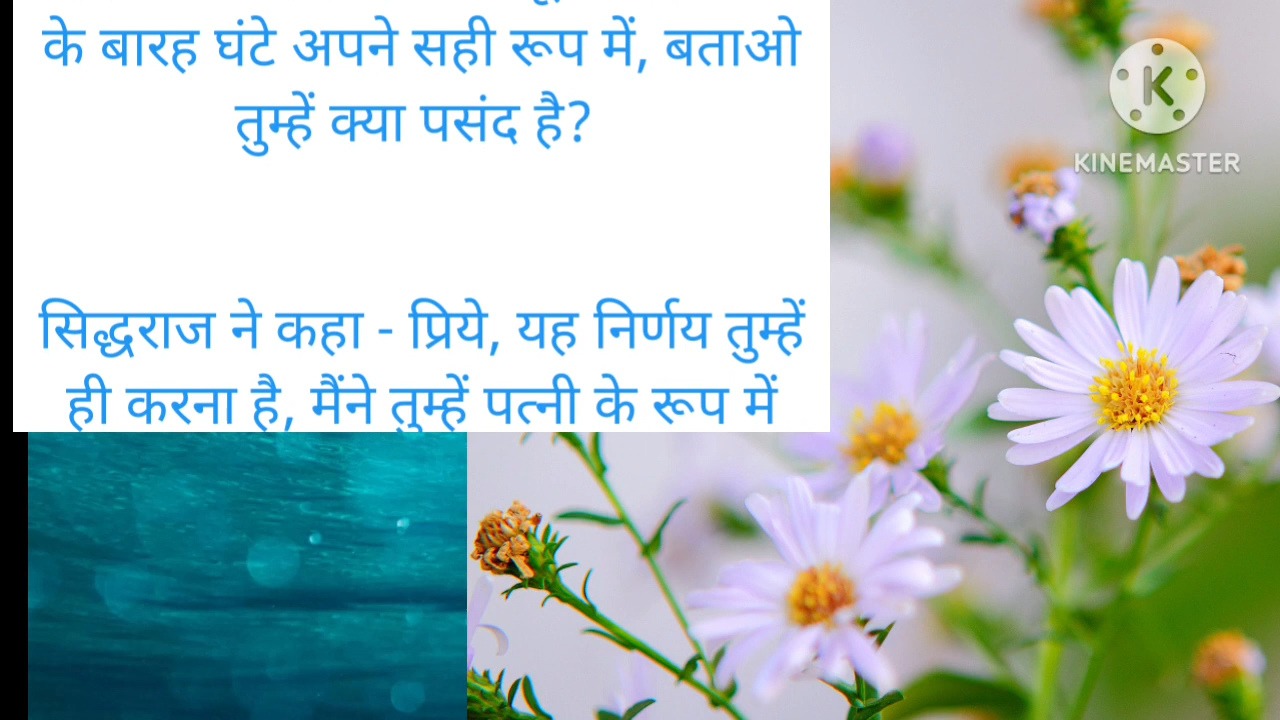 के बारह घंटे अपने सही रूप में, बताओ
तुम्हें क्या पसंद है?
सिद्धराज ने कहा - प्रिये, यह निर्णय तुम्हें
ही करना है, मैंने तुम्हें पत्नी के रूप में
K
KINEMASTER